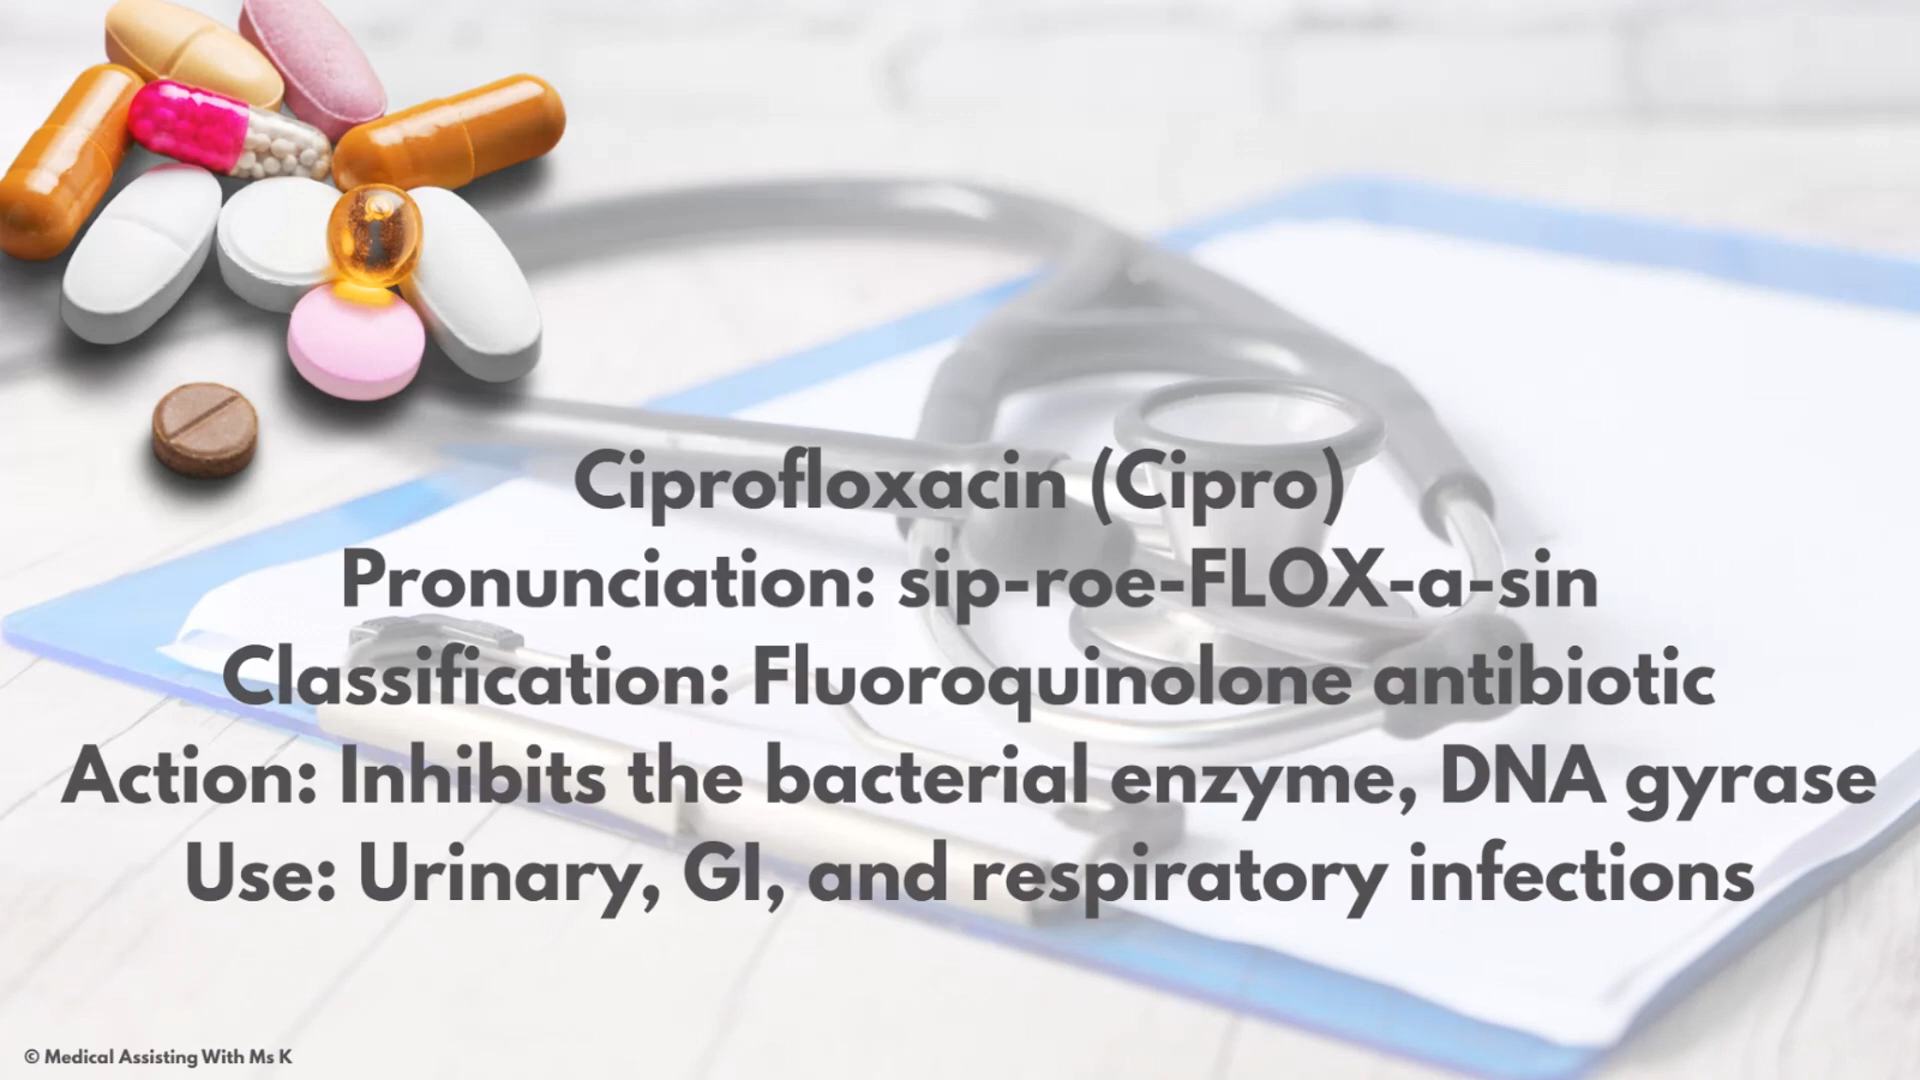 Ciprofloxacin (Cipro)
Pronunciation: sip-roe-FLOX-a-sin
Classification: Fluoroquinolone antibiotic
Action: Inhibits the bacterial enzyme, DNA gyrase
Use: Urinary, GI, and respiratory infections
© Medical Assisting With Ms K